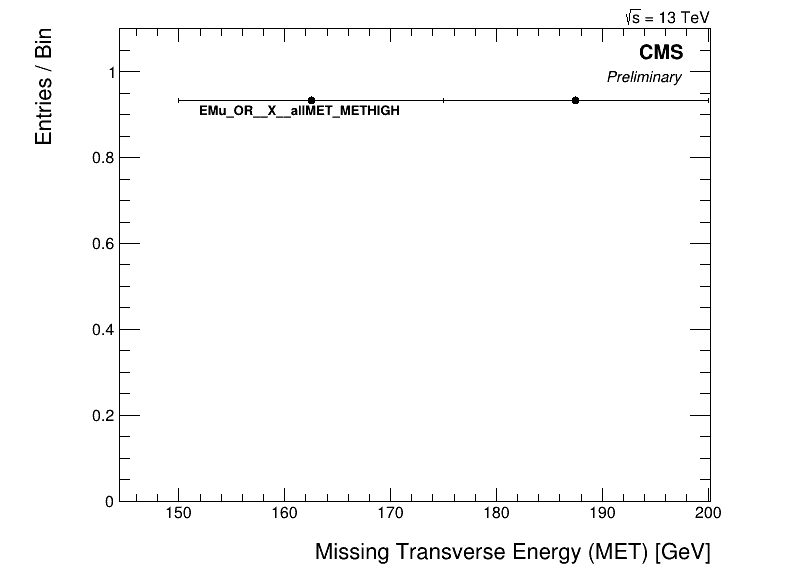 √s = 13 TeV
CMS
Preliminary
Entries / Bin
EMu_OR__X__allMET_METHIGH
1
0.8
0.6
0.4
0.2
0
150 160 170 180 190 200
Missing Transverse Energy (MET) [GeV]